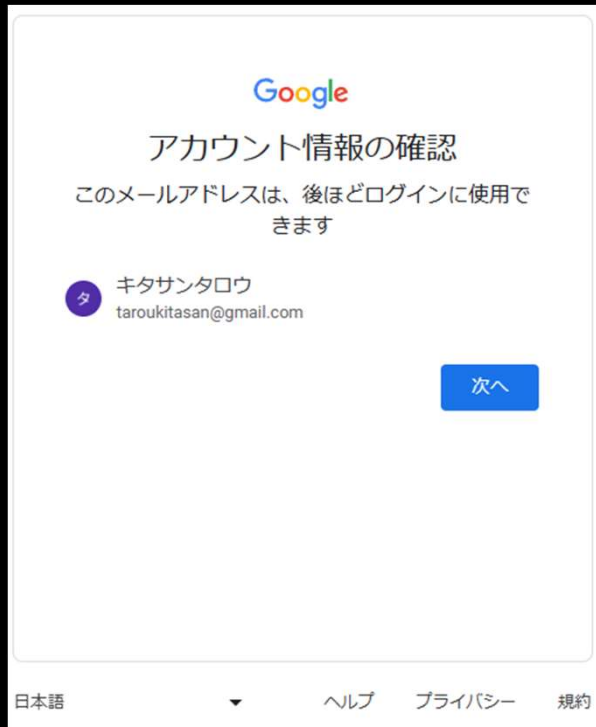 Google
アカウント情報の確認
このメールアドレスは、後ほどログインに使用で
きます
タ
キタサンタロウ
taroukitasan@gmail.com
次へ
日本語 ヘルプ プライバシー 規約